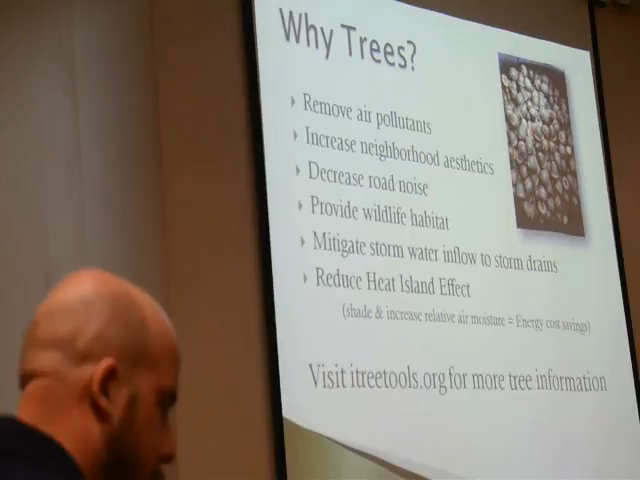 Why Trees?
Remove air pollutants
Increase neighborhood aesthetics
Decrease road noise
Provide wildlife habitat
Mitigate storm water inflow to storm drains
Reduce Heat Island Effect
(shade & increase relative air moisture = Energy cost savings)
Visit itreetools.org for more tree information